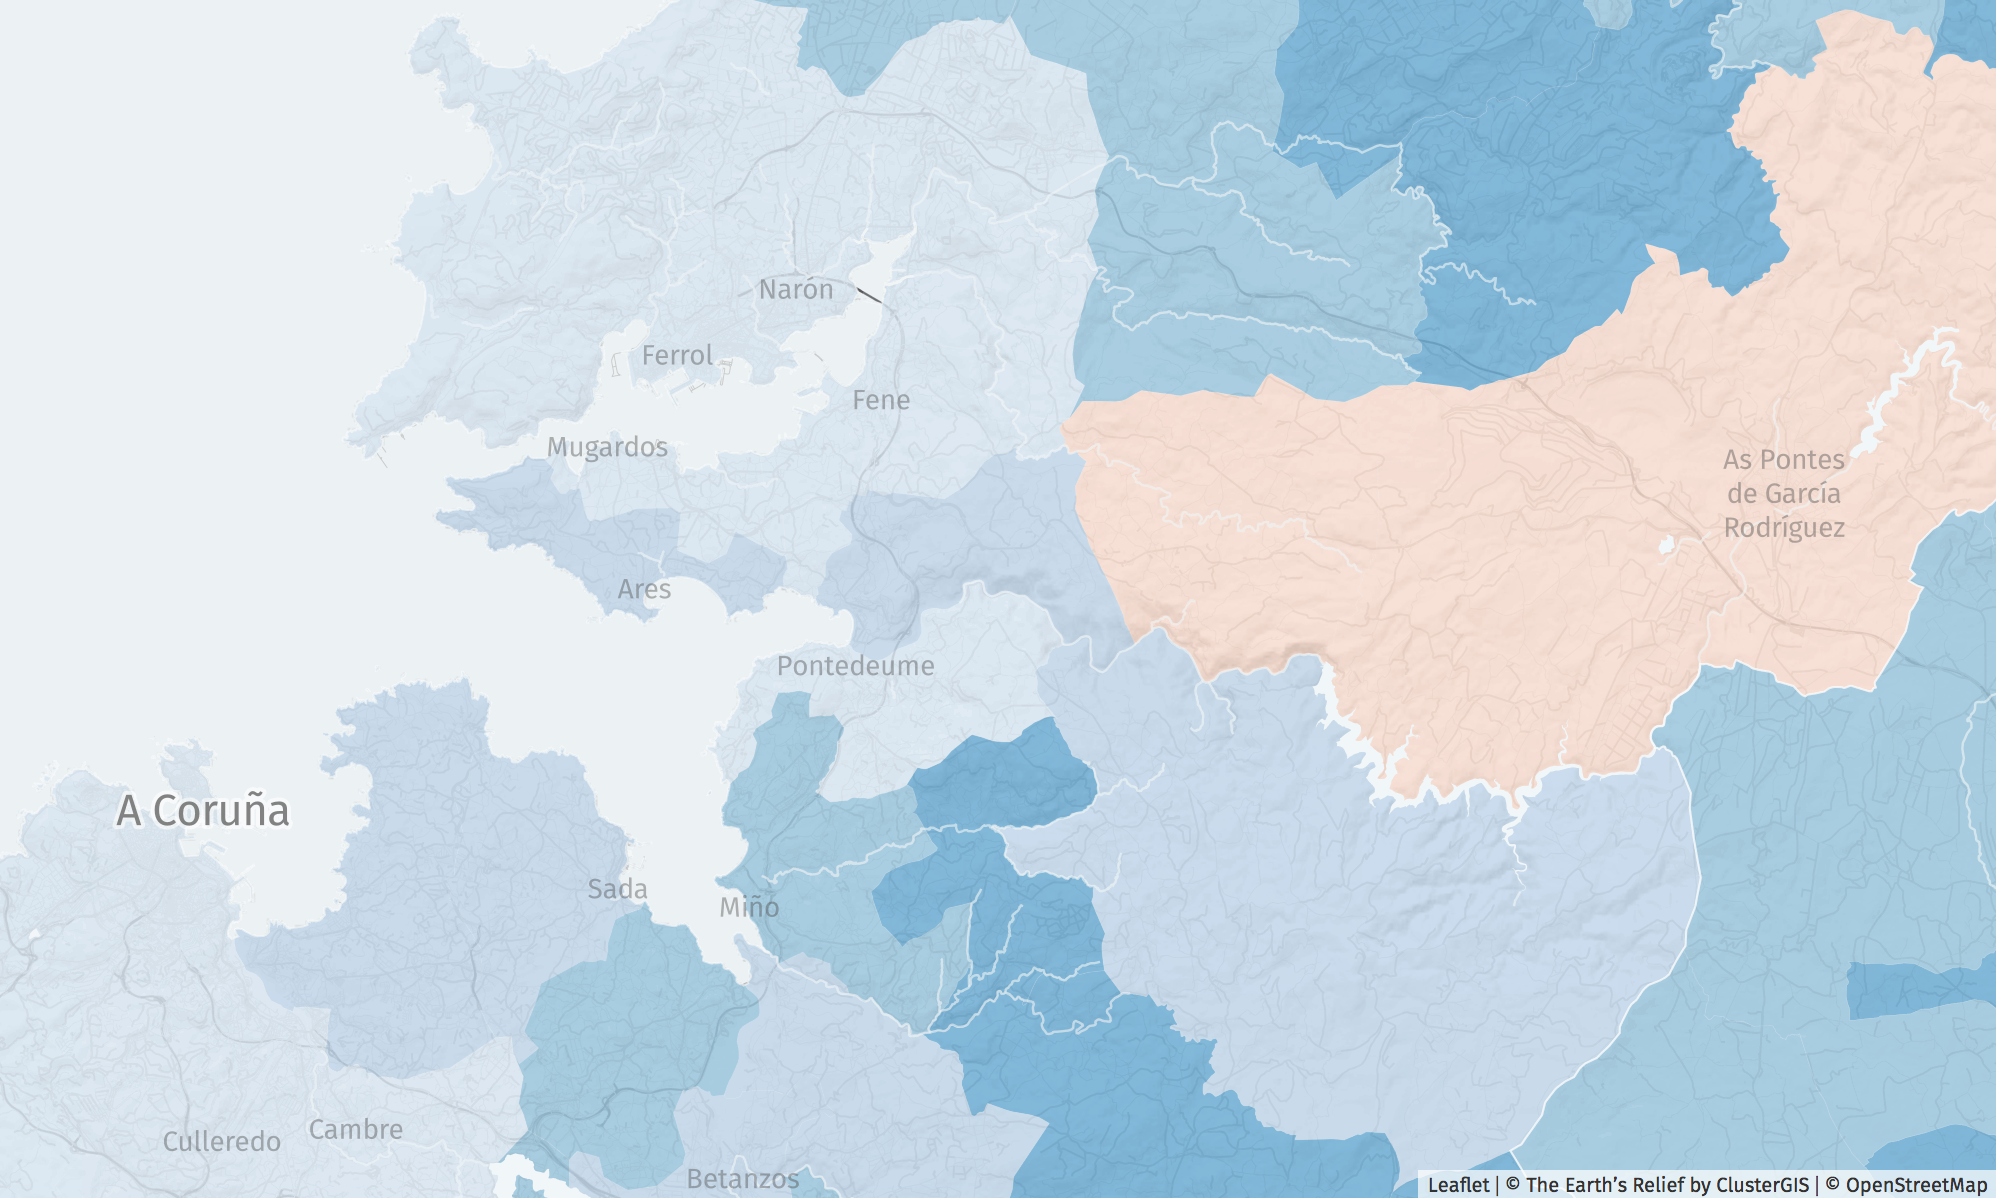 Narón
Ferrol
Fene
Mugardos
As Pontes
de García
Rodríguez
Ares
Pontedeume
A Coruña
Sada
Miño
Cambre
Culleredo
Betanzos
Leaflet | © The Earth's Relief by ClusterGIS | © OpenStreetMap